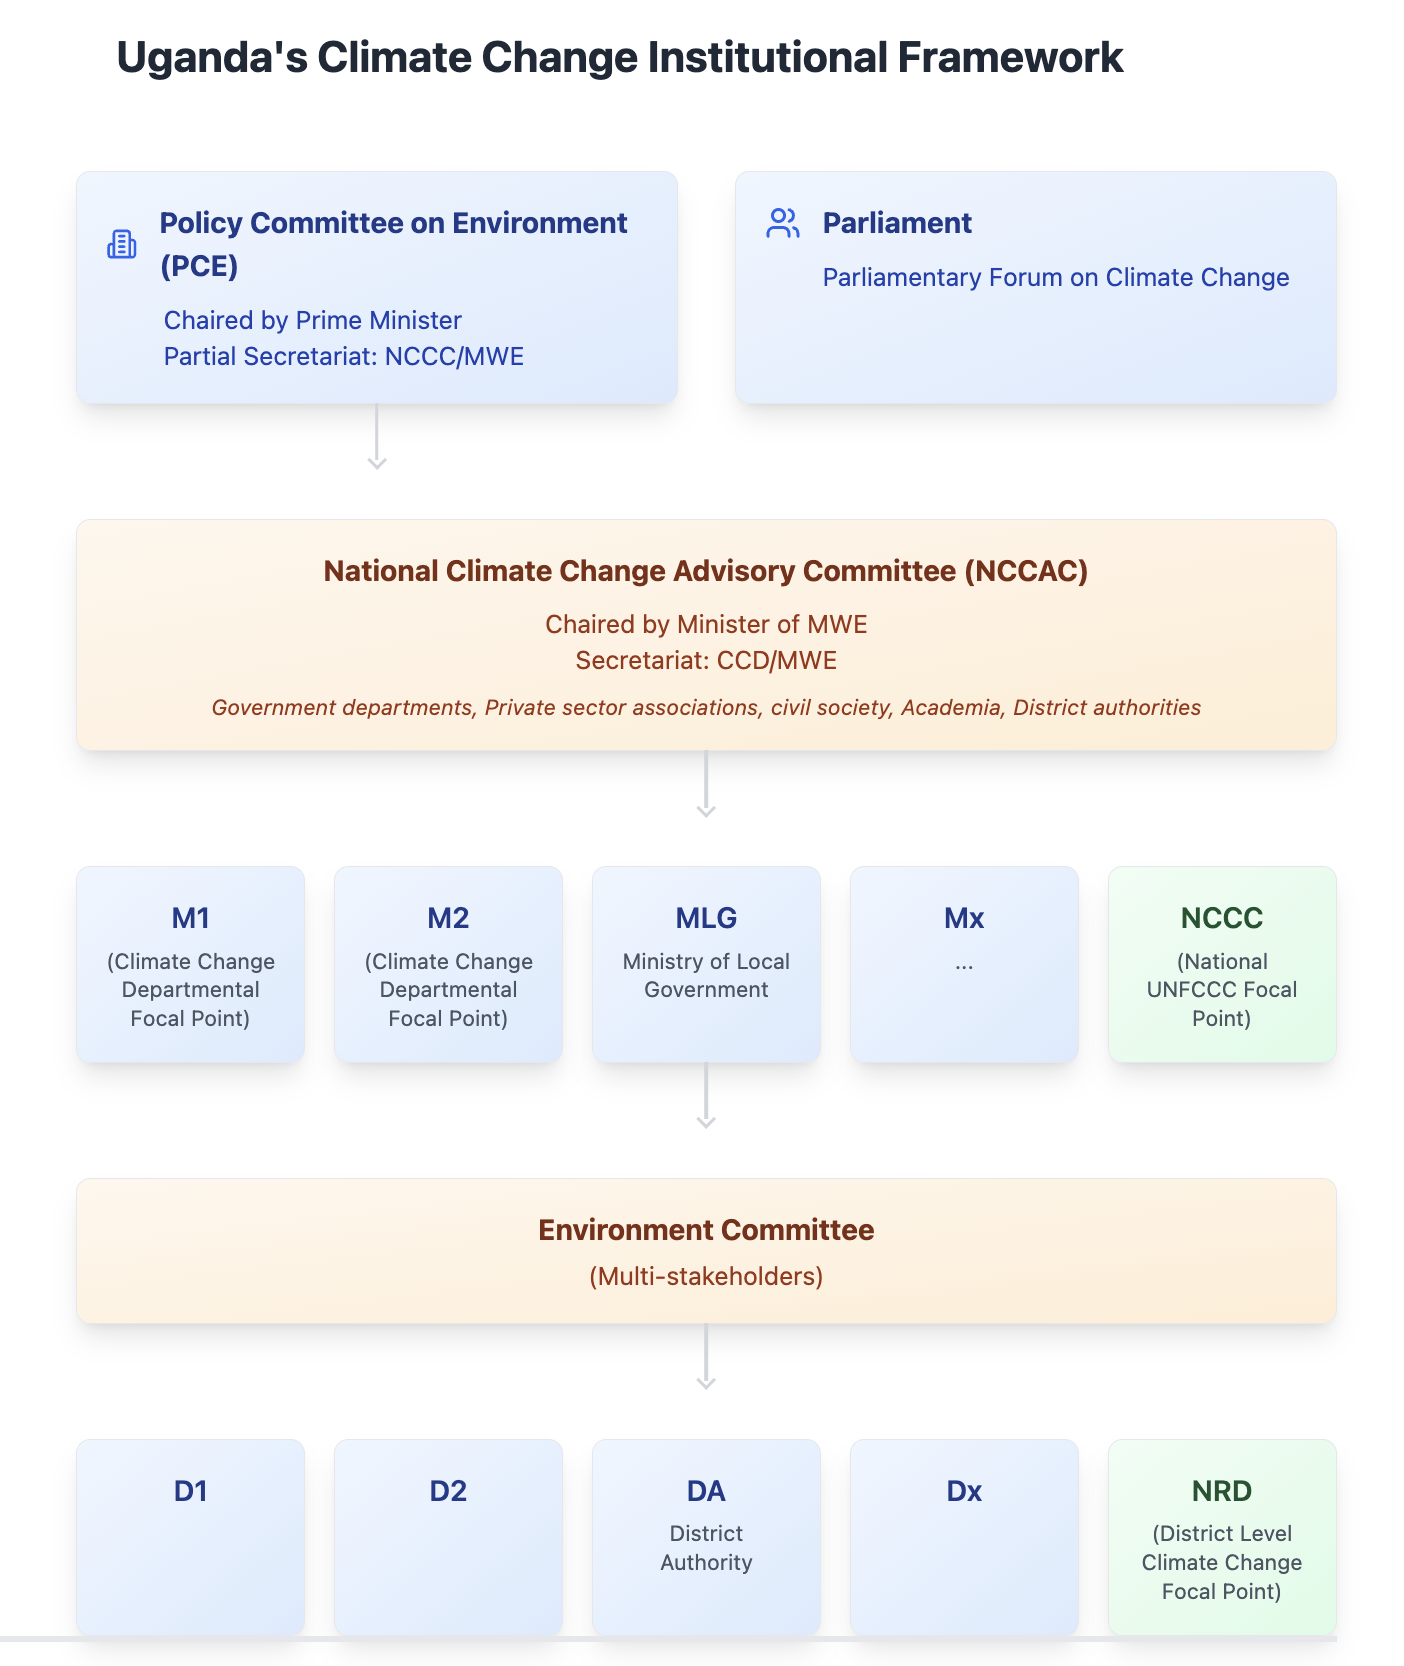 Uganda's Climate Change Institutional Framework
Policy Committee on Environment
(PCE)
Chaired by Prime Minister
Partial Secretariat: NCCC/MWE
Parliament
Parliamentary Forum on Climate Change
National Climate Change Advisory Committee (NCCAC)
Chaired by Minister of MWE
Secretariat: CCD/MWE
Government departments, Private sector associations, civil society, Academia, District authorities
M1
(Climate Change
Departmental
Focal Point)
M2
(Climate Change
Departmental
Focal Point)
MLG
Ministry of Local
Government
Mx
...
NCCC
(National
UNFCCC Focal
Point)
Environment Committee
(Multi-stakeholders)
D1
D2
DA
District
Authority
Dx
NRD
(District Level
Climate Change
Focal Point)